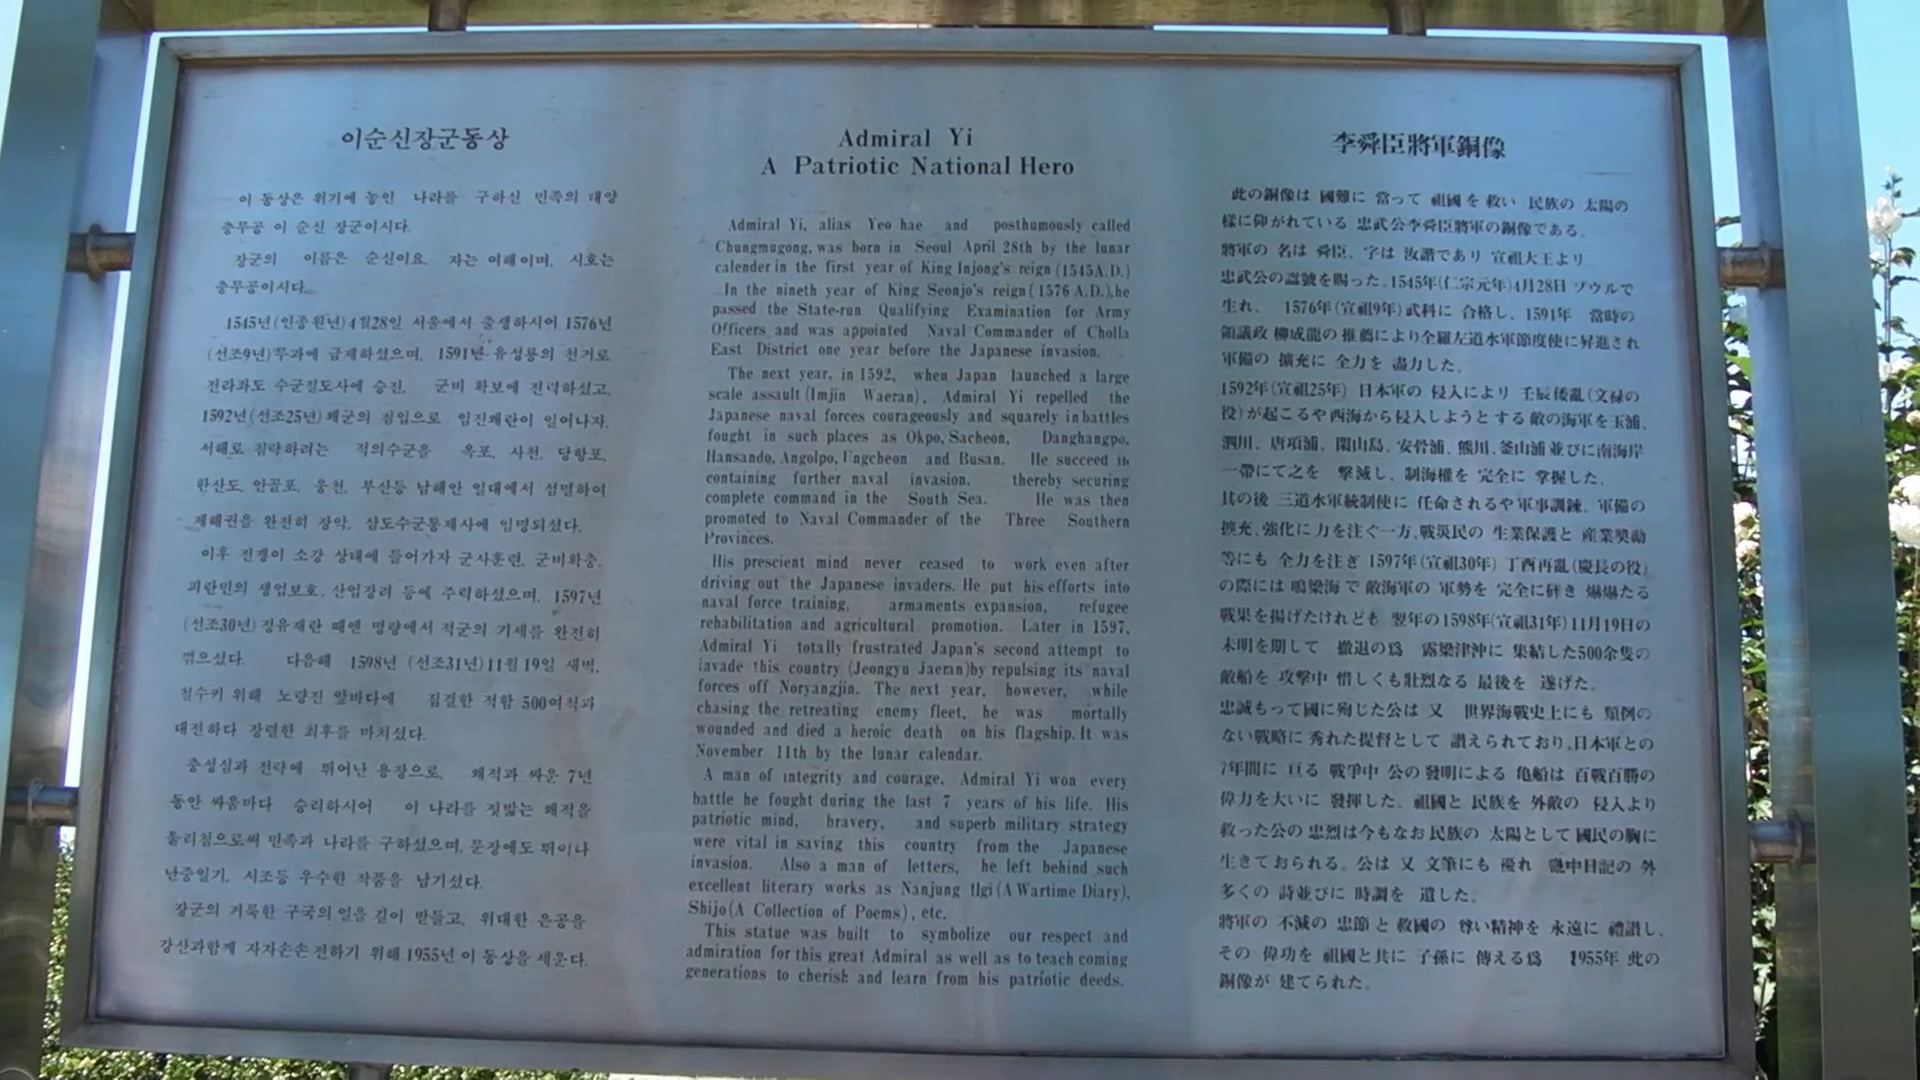 이순신장군동상
이 동상은 위기에 놓인 나라를 구하신 민족의 태양
충무공 이 순신 장군이시다.
장군의 이름은 순신이요 자는 여해이며, 시호는
충무공이시다.
1545년(인종원년)4월28일 서울에서 출생하시어 1576년
(선조9년)무과에 급제하셨으며, 1591년 유성룡의 천거로
전라좌도 수군절도사에 승진, 군비 확보에 전력하셨고,
1592년(선조25년)왜군의 침입으로 임진왜란이 일어나자,
서해로 침략하려는 적의수군을 옥포, 사천, 당항포,
한산도, 안골포, 웅천, 부산등 남해안 일대에서 섬멸하여
제해권을 완전히 장악, 삼도수군통제사에 임명되셨다.
이후 전쟁이 소강 상태에 들어가자 군사훈련, 군비확충,
피란민의 생업보호, 산업장려 등에 주력하셨으며, 1597년
(선조30년)정유재란 때엔 명량에서 적군의 기세를 완전히
꺾으셨다. 다음해 1598년 (선조31년)11월19일 새벽,
철수키 위해 노량진 앞바다에 집결한 적함 500여척과
대전하다 장렬한 최후를 마치셨다.
충성심과 전략에 뛰어난 용장으로, 왜적과 싸운 7년
동안 싸움마다 승리하시어 이 나라를 짓밟는 왜적을
물리침으로써 민족과 나라를 구하셨으며, 문장에도 뛰어나
난중일기, 시조등 우수한 작품을 남기셨다.
장군의 거룩한 구국의 얼을 길이 받들고, 위대한 은공을
강산과함께 자자손손 전하기 위해 1955년 이 동상을 세운다.
Admiral Yi
A Patriotic National Hero
Admiral Yi, alias Yeo hae and posthumously called
Chungmugong, was born in Seoul April 28th by the lunar
calender in the first year of King Injong's reign (1545A.D.)
In the nineth year of King Seonjo's reign(1576 A.D.),he
passed the State-run Qualifying Examination for Army
Officers and was appointed Naval Commander of Cholla
East District one year before the Japanese invasion.
The next year, in 1592, when Japan launched a large
scale assault (Imjin Waeran), Admiral Yi repelled the
Japanese naval forces courageously and squarely in battles
fought in such places as Okpo, Sacheon, Danghangpo,
Hansando, Angolpo, Ungcheon and Busan. He succeed in
containing further naval invasion. thereby securing
complete command in the South Sea. He was then
promoted to Naval Commander of the Three Southern
Provinces.
His prescient mind never ceased to work even after
driving out the Japanese invaders. He put his efforts into
naval force training, armaments expansion, refugee
rehabilitation and agricultural promotion. Later in 1597,
Admiral Yi totally frustrated Japan's second attempt to
iavade this country (Jeongyu Jaeran)by repulsing its naval
forces off Noryangjin. The next year, however, while
chasing the retreating enemy fleet, he was mortally
wounded and died a heroic death on his flagship. It was
November 11th by the lunar calendar.
A man of integrity and courage, Admiral Yi won every
battle he fought during the last 7 years of his life. His
patriotic mind, bravery, and superb military strategy
were vital in saving this country from the Japanese
invasion. Also a man of letters, he left behind such
excellent literary works as Nanjung Ilgi (A Wartime Diary),
Shijo(A Collection of Poems), etc.
This statue was built to symbolize our respect and
admiration for this great Admiral as well as to teach coming
generations to cherish and learn from his patriotic deeds.
李舜臣將軍銅像
此の銅像は 國難に 當って 祖國を 救い 民族の 太陽の
様に仰がれている 忠武公李舜臣將軍の銅像である。
將軍の 名は 舜臣、字は 汝諧であり 宣祖大王より
忠武公の諡號を賜った。1545年(仁宗元年)4月28日 ソウルで
生れ、 1576年(宣祖9年)武科に 合格し、1591年 當時の
領議政 柳成龍の 推薦により全羅左道水軍節度使に昇進され
軍備の 擴充に 全力を 盡力した。
1592年(宣祖25年) 日本軍の 侵入により 壬辰倭亂(文禄の
役)が起こるや西海から侵入しようとする敵の海軍を玉浦、
泗川、唐項浦、閑山島、安骨浦、熊川、釜山浦並びに南海岸
一帶にて之を 撃滅し、制海權を 完全に 掌握した。
其の後 三道水軍統制使に 任命されるや軍事訓錬、軍備の
擴充、強化に力を注ぐ一方、戰災民の 生業保護と 産業奬勵
等にも 全力を注ぎ 1597年(宣祖30年) 丁酉再亂(慶長の役)
の際には 鳴梁海で 敵海軍の 軍勢を 完全に砕き 爀爀たる
戰果を揚げたけれども 翌年の1598年(宣祖31年)11月19日の
未明を期して 撤退の爲 露梁津沖に 集結した500余隻の
敵船を 攻撃中 惜しくも壯烈なる 最後を 遂げた。
忠誠もって國に殉じた公は 又 世界海戰史上にも 類例の
ない戰略に 秀れた提督として 讃えられており、日本軍との
7年間に 亘る 戰爭中 公の 發明による 亀船は 百戰百勝の
偉力を大いに 發揮した。祖國と 民族を 外敵の 侵入より
救った公の 忠烈は今もなお民族の 太陽として國民の胸に
生きておられる。公は 又 文筆にも 優れ 亂中日記の 外
多くの 詩並びに 時調を 遺した。
將軍の 不滅の 忠節と 救國の 尊い精神を 永遠に 禮讃し、
その 偉功を 祖國と共に 子孫に 傳える爲 1955年 此の
銅像が 建てられた。